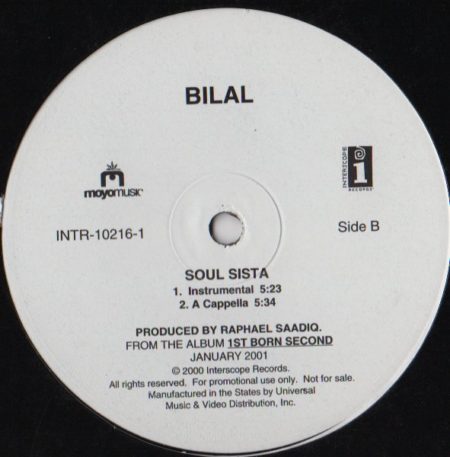 BILAL
moyomusic
INTERSCOPE
i
RECORDS
INTR-10216-1
Side B
SOUL SISTA
1. Instrumental 5:23
2. A Cappella 5:34
PRODUCED BY RAPHAEL SAADIQ.
FROM THE ALBUM 1ST BORN SECOND
JANUARY 2001
℗ 2000 Interscope Records.
All rights reserved. For promotional use only. Not for sale.
Manufactured in the States by Universal
Music & Video Distribution, Inc.